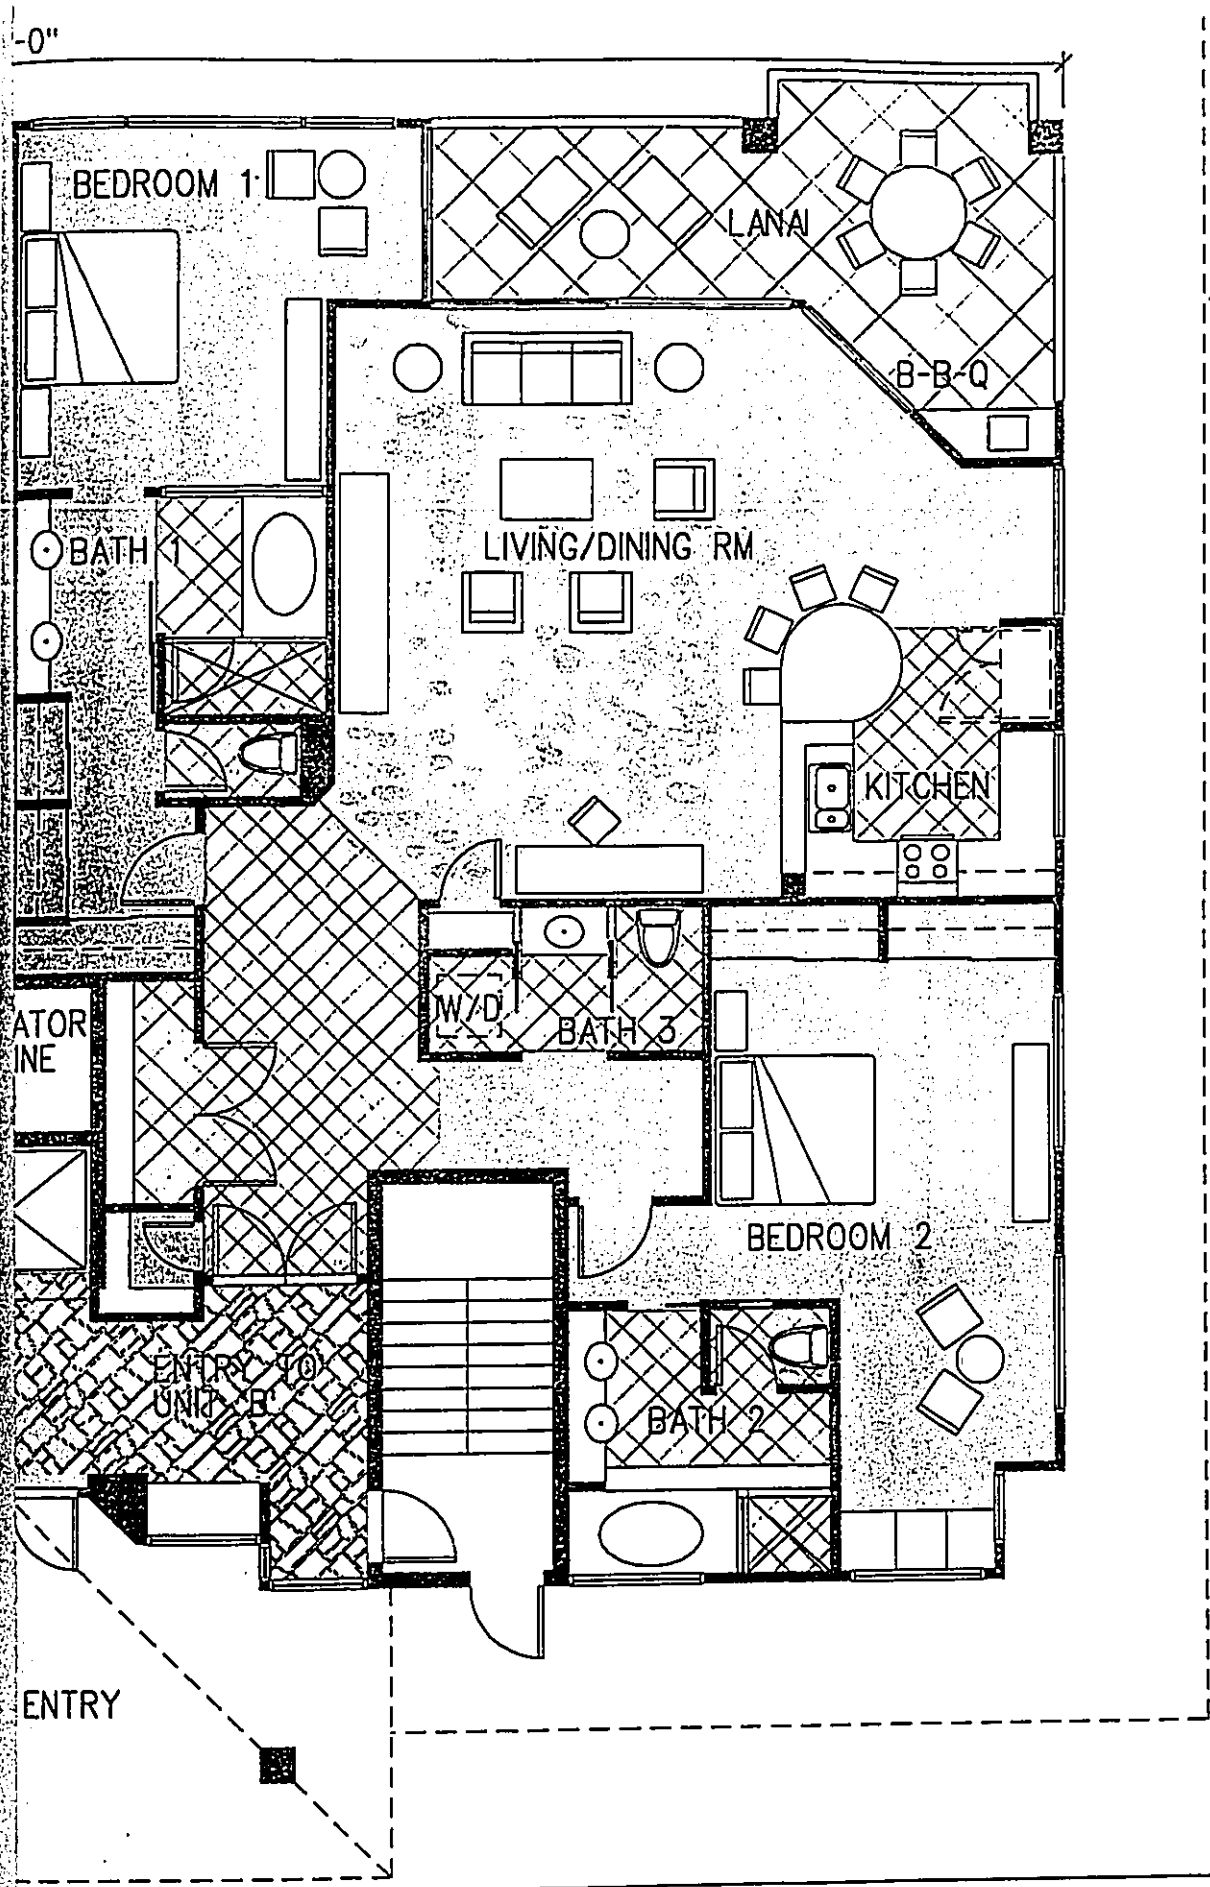 -0"
BEDROOM 1
LANAI
B-B-Q
BATH 1
LIVING/DINING RM
KITCHEN
W/D
BATH 3
ATOR
INE
BEDROOM 2
ENTRY TO
UNIT 'B'
BATH 2
ENTRY